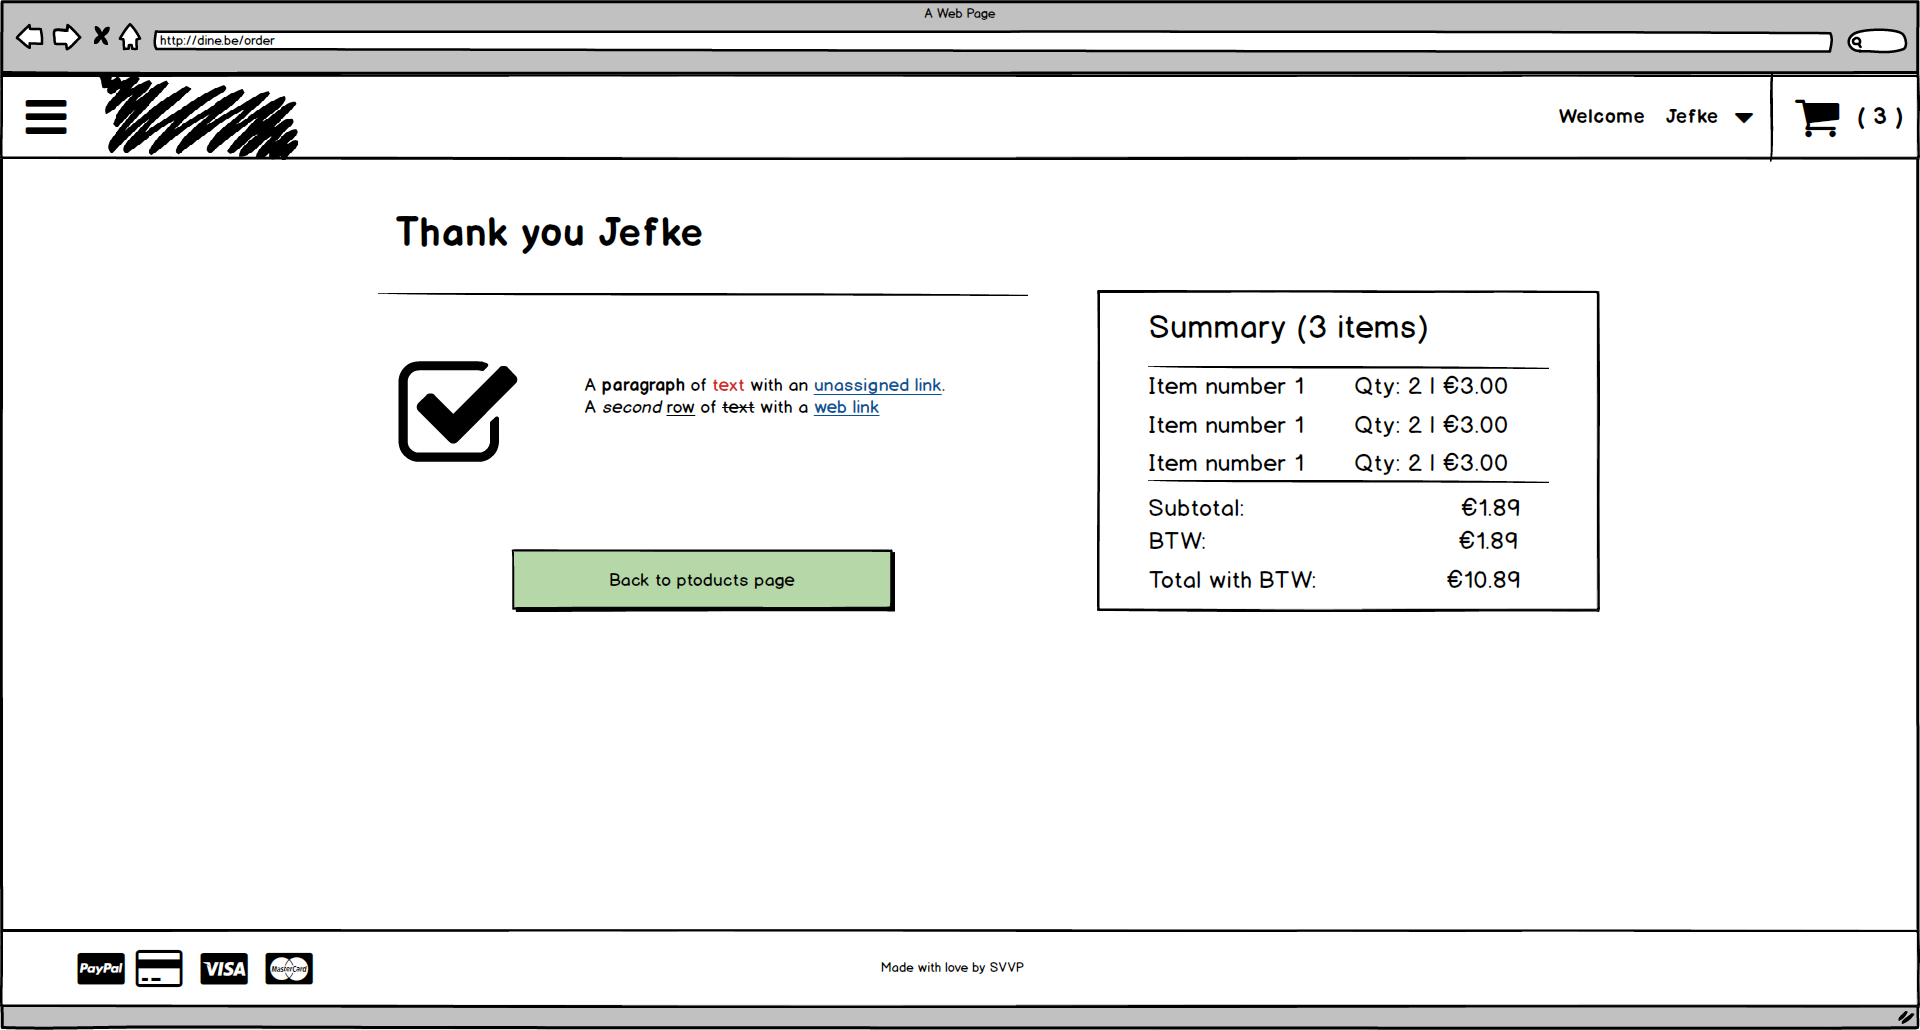 A Web Page
http://dine.be/order
Welcome Jefke
( 3 )
Thank you Jefke
A paragraph of text with an unassigned link.
A second row of text with a web link
Back to ptoducts page
Summary (3 items)
Item number 1 Qty: 2 | €3.00
Item number 1 Qty: 2 | €3.00
Item number 1 Qty: 2 | €3.00
Subtotal: €1.89
BTW: €1.89
Total with BTW: €10.89
PayPal
VISA
MasterCard
Made with love by SVVP